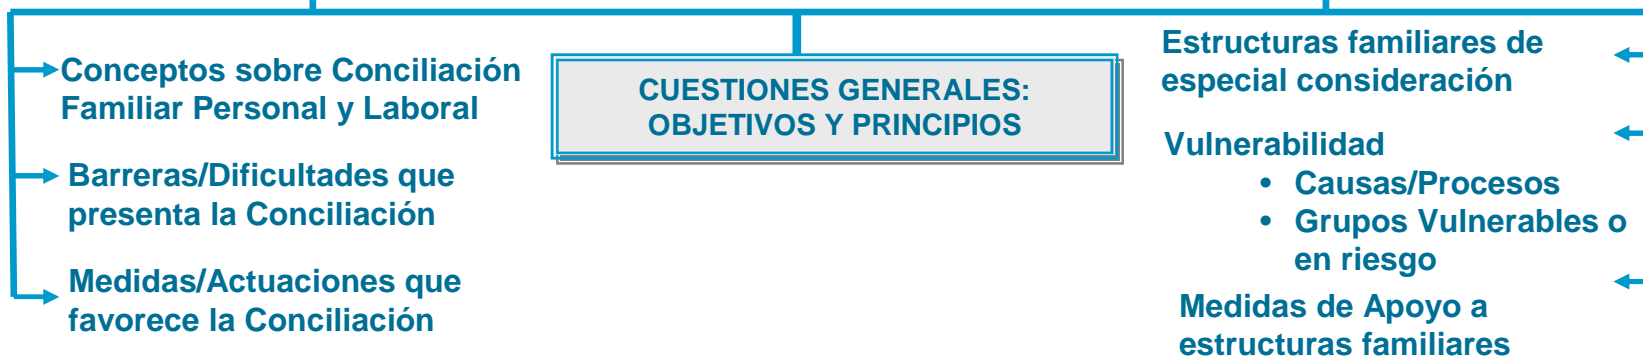 Conceptos sobre Conciliación
Familiar Personal y Laboral
Barreras/Dificultades que
presenta la Conciliación
Medidas/Actuaciones que
favorece la Conciliación
CUESTIONES GENERALES:
OBJETIVOS Y PRINCIPIOS
Estructuras familiares de
especial consideración
Vulnerabilidad
• Causas/Procesos
• Grupos Vulnerables o
en riesgo
Medidas de Apoyo a
estructuras familiares